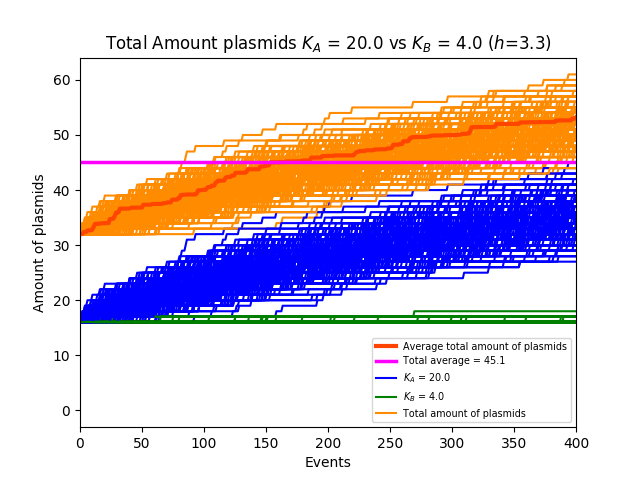 Total Amount plasmids K_A = 20.0 vs K_B = 4.0 (h=3.3)
60
50
40
30
20
10
0
Amount of plasmids
0 50 100 150 200 250 300 350 400
Events
Average total amount of plasmids
Total average = 45.1
K_A = 20.0
K_B = 4.0
Total amount of plasmids